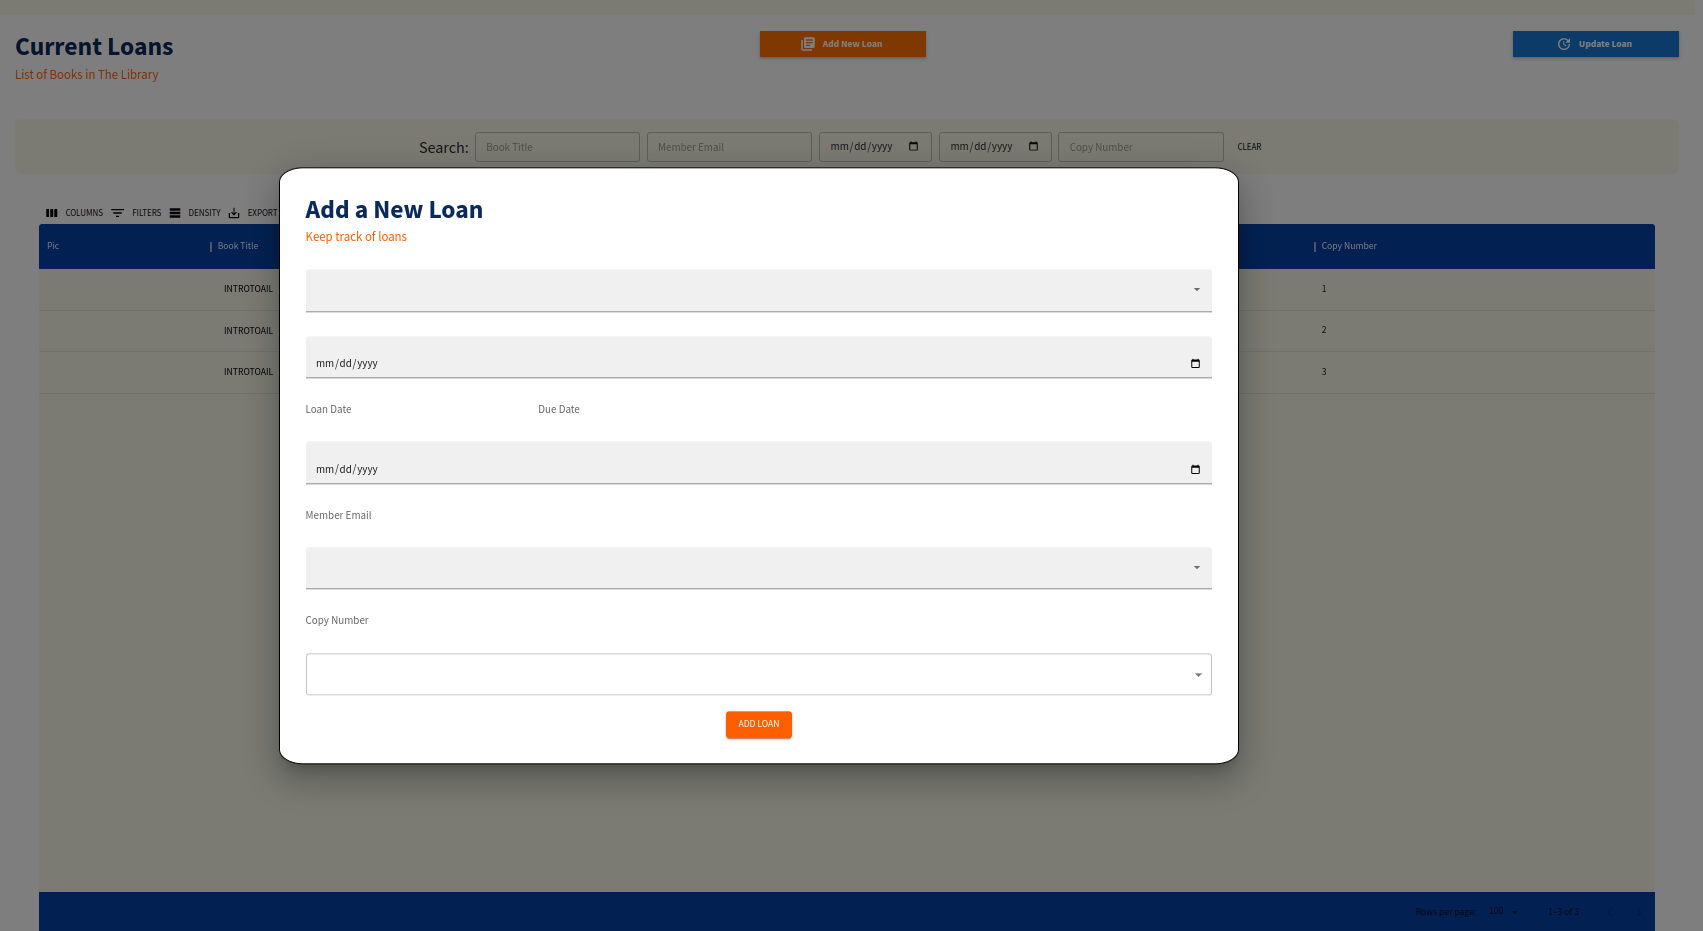 Current Loans
List of Books in The Library
Add New Loan
Update Loan
Search: Book Title Member Email mm/dd/yyyy mm/dd/yyyy Copy Number CLEAR
COLUMNS FILTERS DENSITY EXPORT
Pic Book Title Copy Number
INTROTOAIL 1
INTROTOAIL 2
INTROTOAIL 3
Add a New Loan
Keep track of loans
mm/dd/yyyy
Loan Date Due Date
mm/dd/yyyy
Member Email
Copy Number
ADD LOAN
Rows per page: 100 1–3 of 3